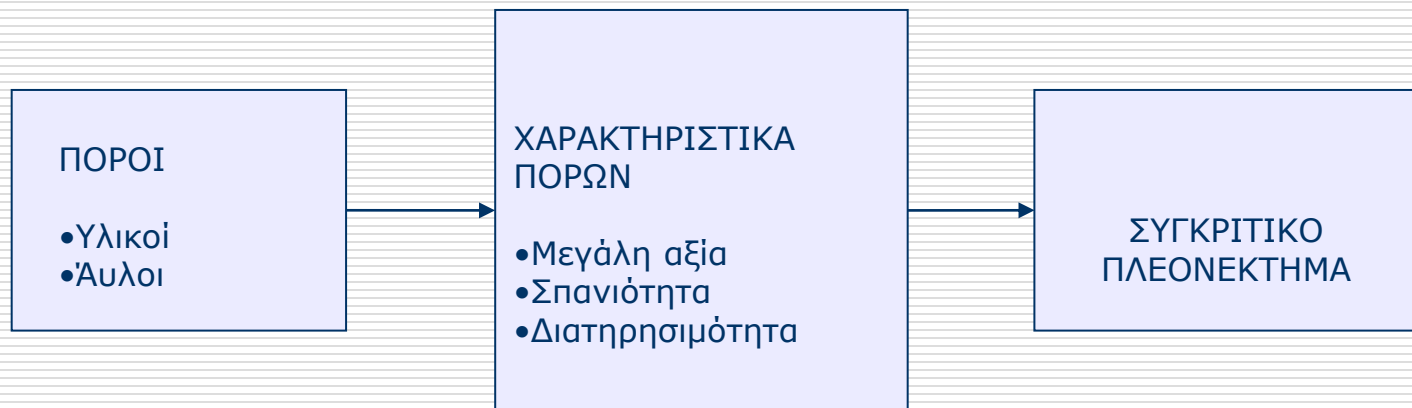 ΠΟΡΟΙ
•Υλικοί
•Άυλοι
ΧΑΡΑΚΤΗΡΙΣΤΙΚΑ
ΠΟΡΩΝ
•Μεγάλη αξία
•Σπανιότητα
•Διατηρησιμότητα
ΣΥΓΚΡΙΤΙΚΟ
ΠΛΕΟΝΕΚΤΗΜΑ